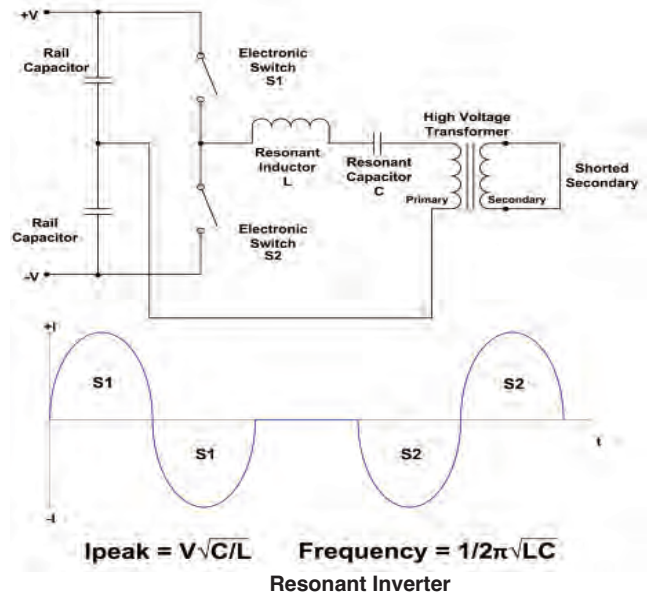 +V
Rail
Capacitor
Electronic
Switch
S1
High Voltage
Transformer
Resonant
Inductor
L
Resonant
Capacitor
C
Primary
Secondary
Shorted
Secondary
Rail
Capacitor
Electronic
Switch
S2
-V
+I
S1
S2
S1
S2
t
-I
Ipeak = V√C/L
Frequency = 1/2π√LC
Resonant Inverter